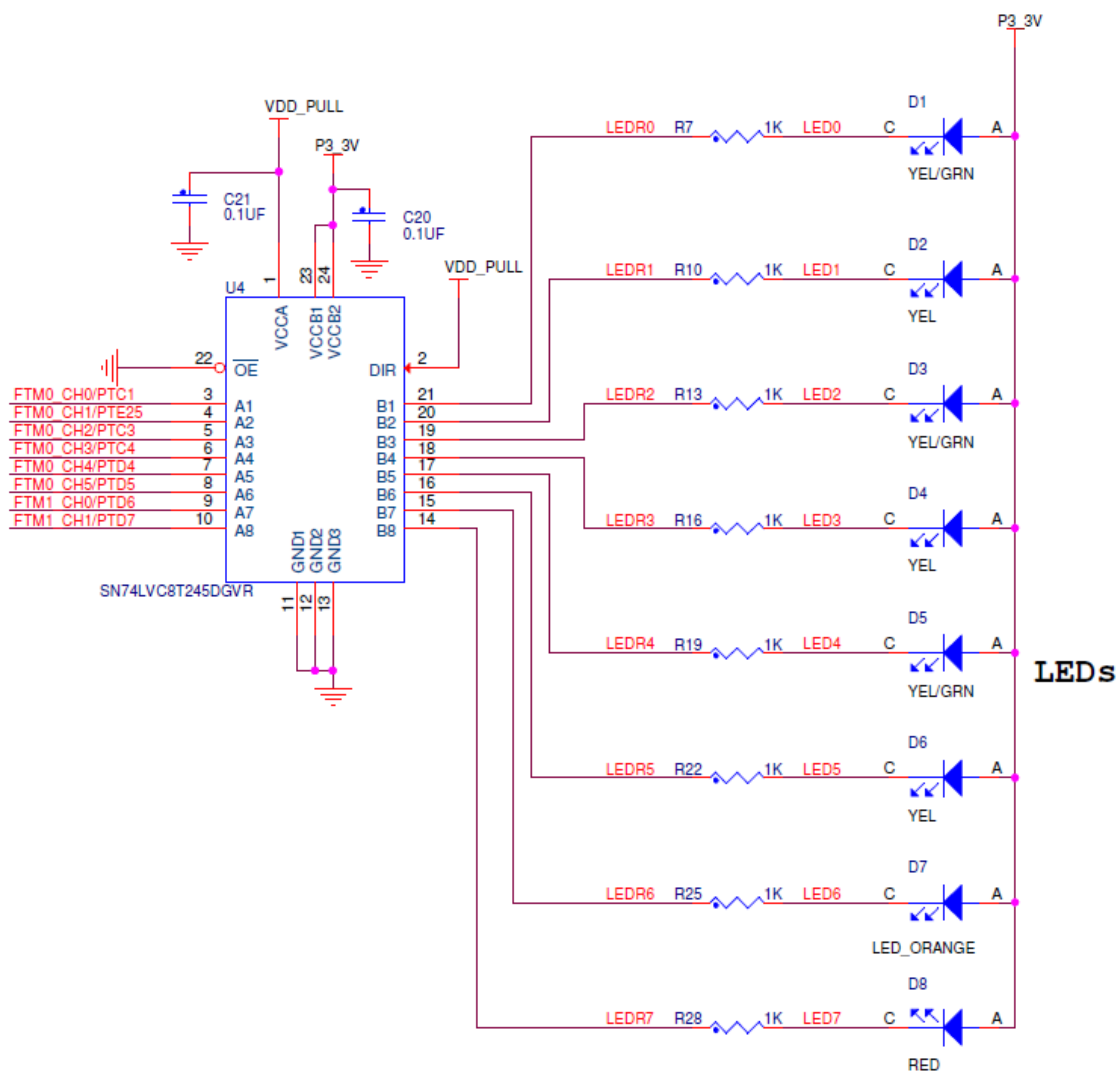 P3_3V
D1
VDD_PULL
LEDR0 R7 1K LED0 C A
P3_3V
YEL/GRN
C21
0.1UF
C20
0.1UF
D2
VDD_PULL
LEDR1 R10 1K LED1 C A
U4
1 23 24
YEL
VCCA VCCB1 VCCB2
22 OE DIR 2
D3
FTM0_CH0/PTC1 3 A1 B1 21
LEDR2 R13 1K LED2 C A
FTM0_CH1/PTE25 4 A2 B2 20
FTM0_CH2/PTC3 5 A3 B3 19
YEL/GRN
FTM0_CH3/PTC4 6 A4 B4 18
FTM0_CH4/PTD4 7 A5 B5 17
FTM0_CH5/PTD5 8 A6 B6 16
D4
FTM1_CH0/PTD6 9 A7 B7 15
FTM1_CH1/PTD7 10 A8 B8 14
LEDR3 R16 1K LED3 C A
GND1 GND2 GND3
YEL
SN74LVC8T245DGVR
11 12 13
D5
LEDR4 R19 1K LED4 C A
LEDs
YEL/GRN
D6
LEDR5 R22 1K LED5 C A
YEL
D7
LEDR6 R25 1K LED6 C A
LED_ORANGE
D8
LEDR7 R28 1K LED7 C A
RED